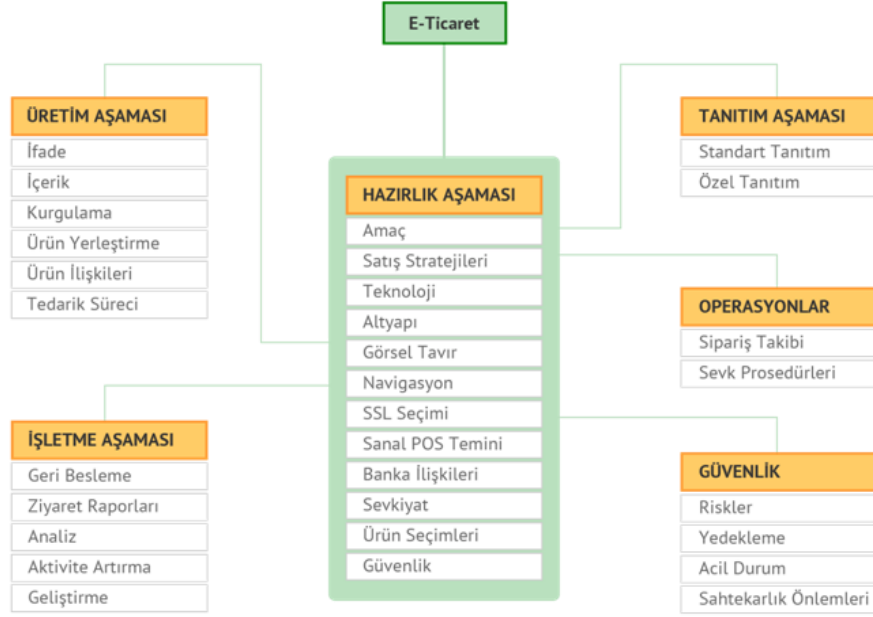 E-Ticaret
ÜRETİM AŞAMASI
İfade
İçerik
Kurgulama
Ürün Yerleştirme
Ürün İlişkileri
Tedarik Süreci
İŞLETME AŞAMASI
Geri Besleme
Ziyaret Raporları
Analiz
Aktivite Artırma
Geliştirme
HAZIRLIK AŞAMASI
Amaç
Satış Stratejileri
Teknoloji
Altyapı
Görsel Tavır
Navigasyon
SSL Seçimi
Sanal POS Temini
Banka İlişkileri
Sevkiyat
Ürün Seçimleri
Güvenlik
TANITIM AŞAMASI
Standart Tanıtım
Özel Tanıtım
OPERASYONLAR
Sipariş Takibi
Sevk Prosedürleri
GÜVENLİK
Riskler
Yedekleme
Acil Durum
Sahtekarlık Önlemleri